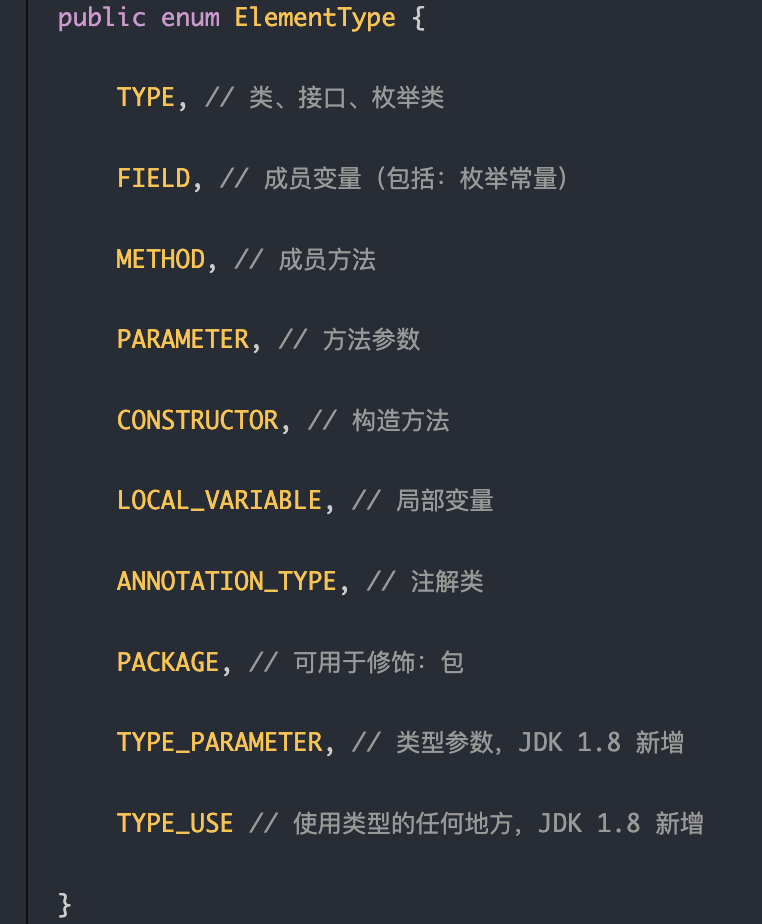 public enum ElementType {
TYPE, // 类、接口、枚举类
FIELD, // 成员变量（包括：枚举常量）
METHOD, // 成员方法
PARAMETER, // 方法参数
CONSTRUCTOR, // 构造方法
LOCAL_VARIABLE, // 局部变量
ANNOTATION_TYPE, // 注解类
PACKAGE, // 可用于修饰：包
TYPE_PARAMETER, // 类型参数，JDK 1.8 新增
TYPE_USE // 使用类型的任何地方，JDK 1.8 新增
}